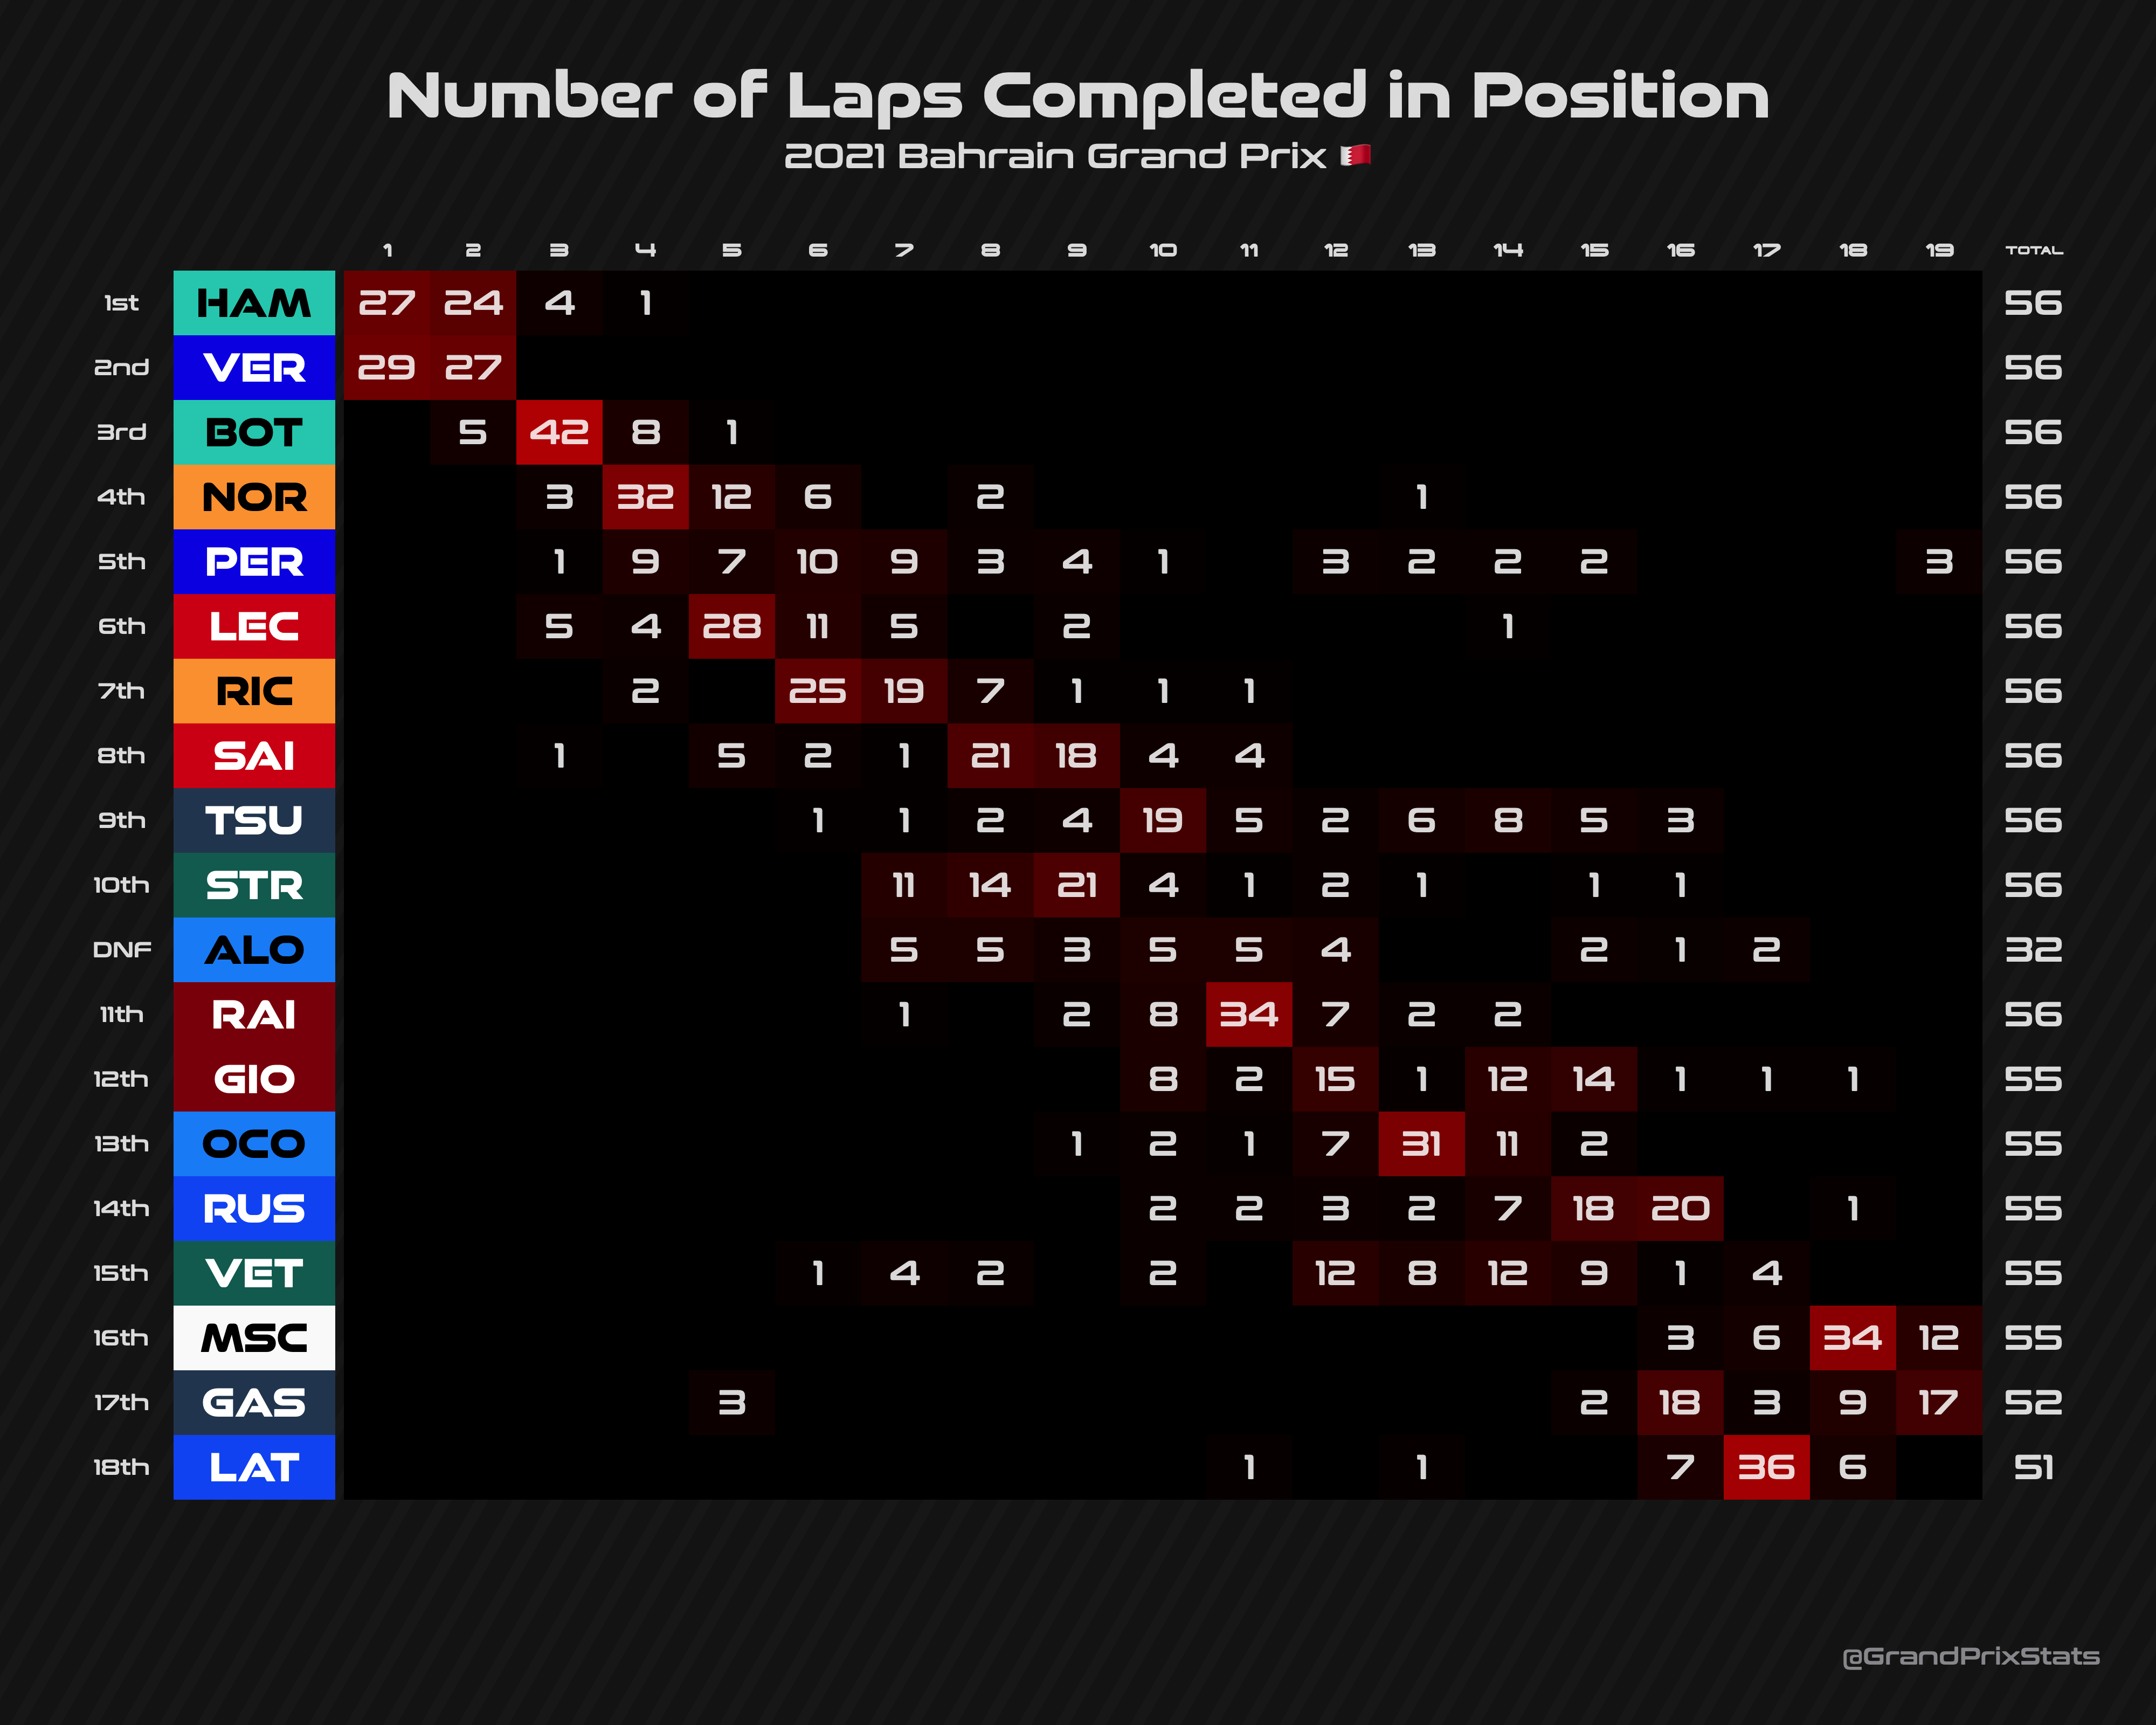 Number of Laps Completed in Position
2021 Bahrain Grand Prix
1 2 3 4 5 6 7 8 9 10 11 12 13 14 15 16 17 18 19 TOTAL
1st HAM 27 24 4 1 56
2nd VER 29 27 56
3rd BOT 5 42 8 1 56
4th NOR 3 32 12 6 2 1 56
5th PER 1 9 7 10 9 3 4 1 3 2 2 2 3 56
6th LEC 5 4 28 11 5 2 1 56
7th RIC 2 25 19 7 1 1 1 56
8th SAI 1 5 2 1 21 18 4 4 56
9th TSU 1 1 2 4 19 5 2 6 8 5 3 56
10th STR 11 14 21 4 1 2 1 1 1 56
DNF ALO 5 5 3 5 5 4 2 1 2 32
11th RAI 1 2 8 34 7 2 2 56
12th GIO 8 2 15 1 12 14 1 1 1 55
13th OCO 1 2 1 7 31 11 2 55
14th RUS 2 2 3 2 7 18 20 1 55
15th VET 1 4 2 2 12 8 12 9 1 4 55
16th MSC 3 6 34 12 55
17th GAS 3 2 18 3 9 17 52
18th LAT 1 1 7 36 6 51
@GrandPrixStats